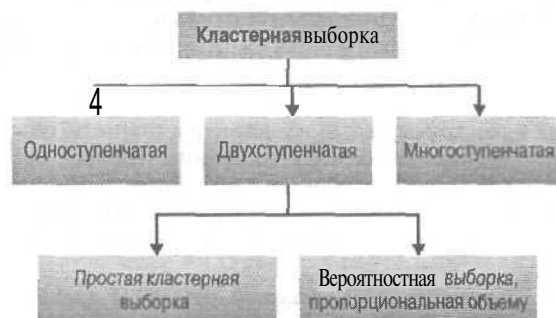 Кластерная выборка
4
Одноступенчатая
Двухступенчатая
Многоступенчатая
Простая кластерная
выборка
Вероятностная выборка,
пропорциональная объему